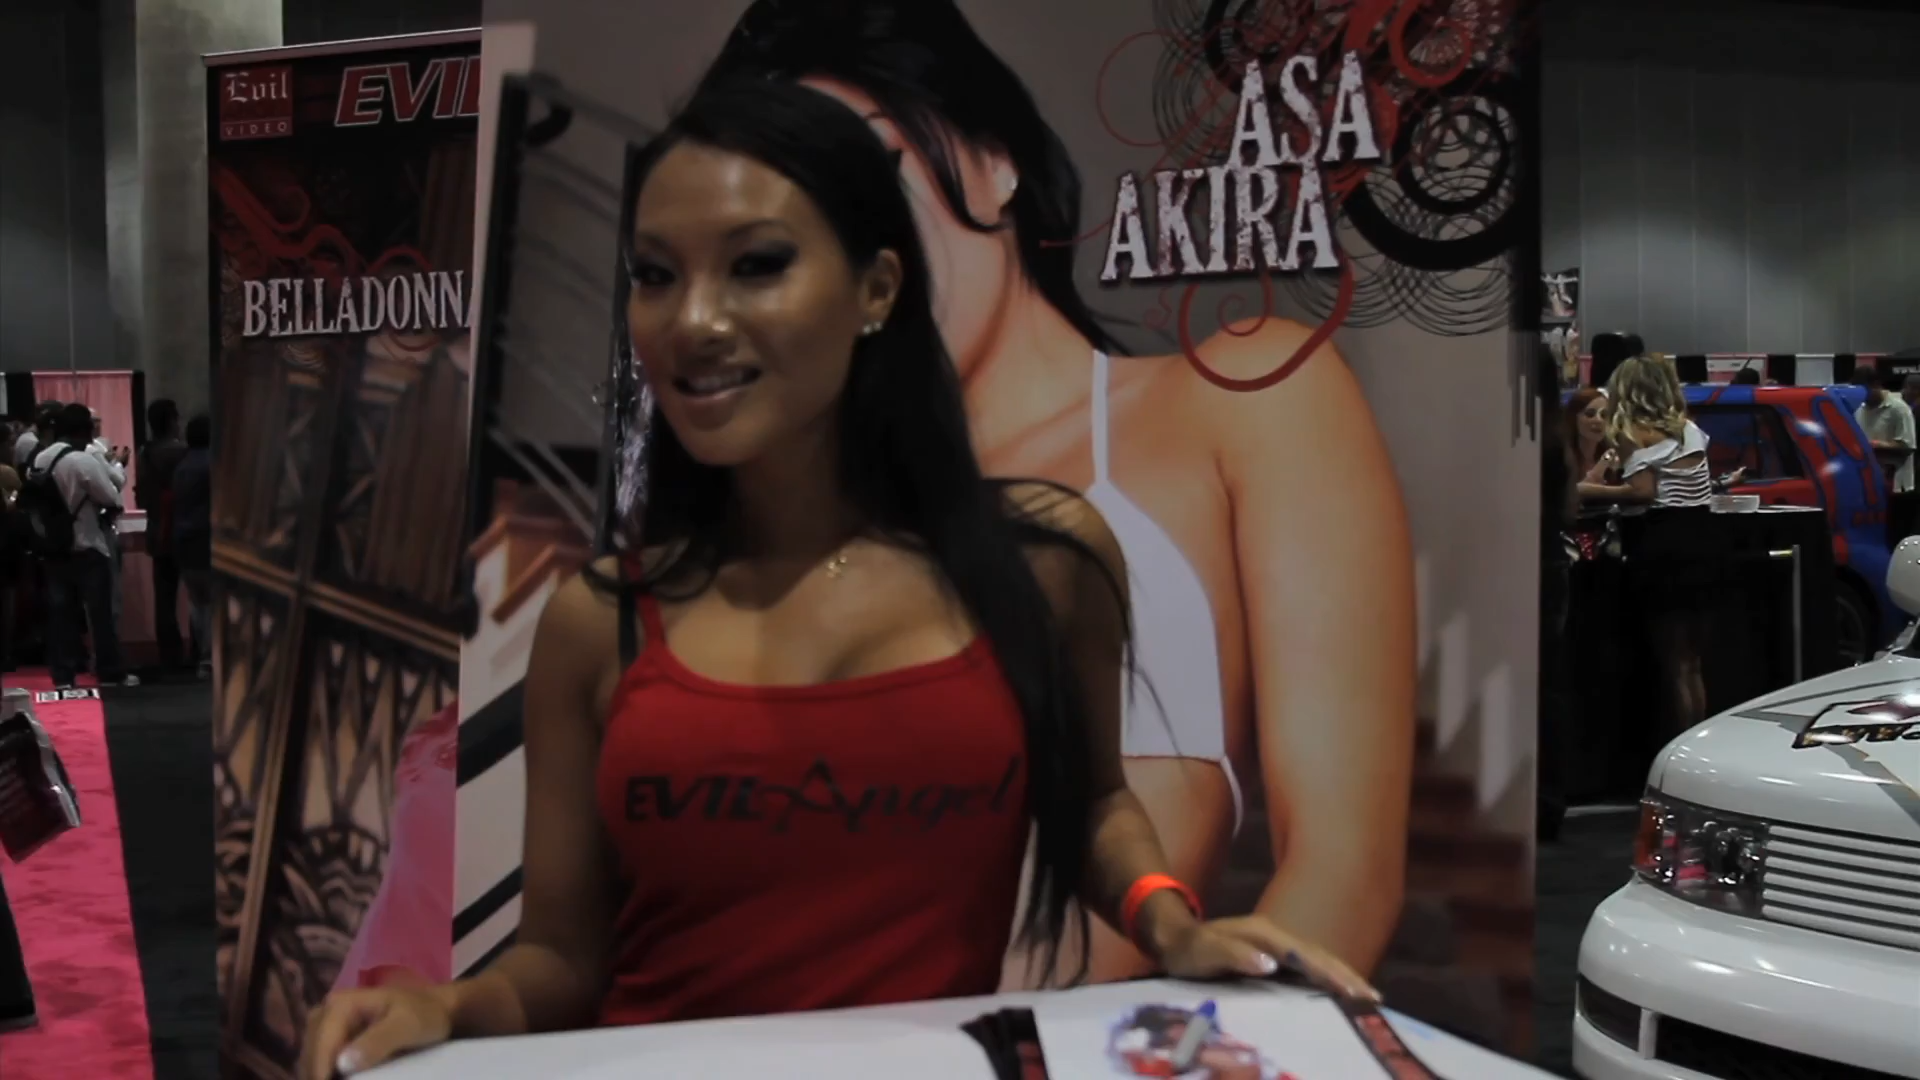 Evil
VIDEO
EVIL
BELLADONNA
ASA
AKIRA
EVIL Angel